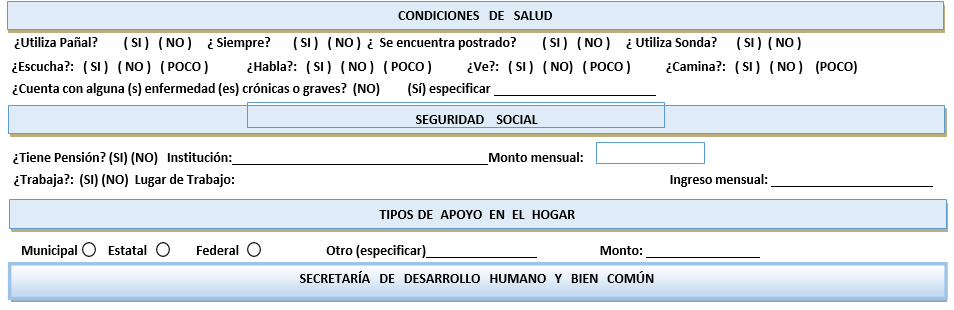 CONDICIONES DE SALUD
¿Utiliza Pañal? ( SI ) ( NO ) ¿ Siempre? ( SI ) ( NO ) ¿ Se encuentra postrado? ( SI ) ( NO ) ¿ Utiliza Sonda? ( SI ) ( NO )
¿Escucha?: ( SI ) ( NO ) ( POCO ) ¿Habla?: ( SI ) ( NO ) ( POCO ) ¿Ve?: ( SI ) ( NO) ( POCO ) ¿Camina?: ( SI ) ( NO ) (POCO)
¿Cuenta con alguna (s) enfermedad (es) crónicas o graves? (NO) (Sí) especificar ____________________
SEGURIDAD SOCIAL
¿Tiene Pensión? (SI) (NO) Institución:____________________Monto mensual:
¿Trabaja?: (SI) (NO) Lugar de Trabajo: Ingreso mensual: ____________________
TIPOS DE APOYO EN EL HOGAR
Municipal ◯ Estatal ◯ Federal ◯ Otro (especificar)________________ Monto: ________________
SECRETARÍA DE DESARROLLO HUMANO Y BIEN COMÚN